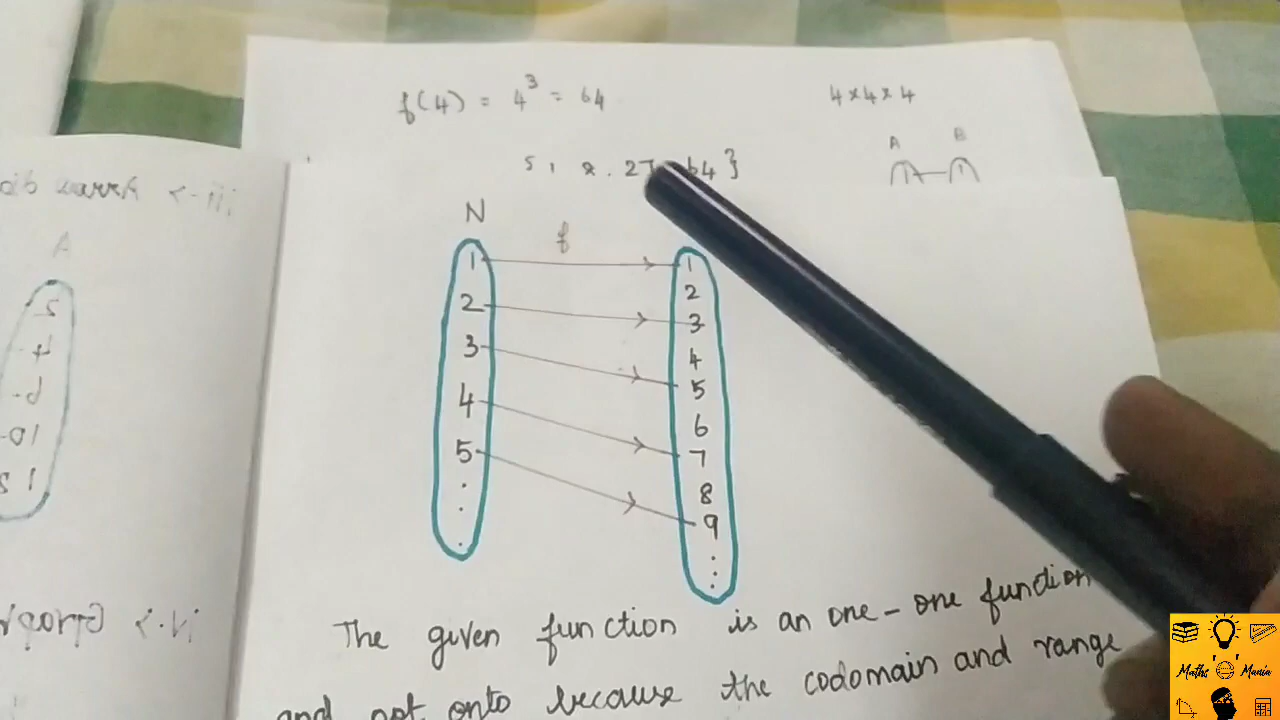 f(4) = 4³ = 64
4×4×4
A B
27 64 }
N
f
1 1
2 2
3 3
4 4
5 5
6
7
8
9
The given function is an one - one function
and not onto because the codomain and range
Maths Mania